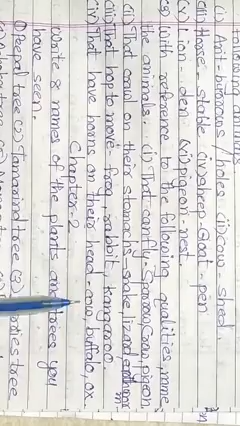 following animals
(i) Ant- burrows / holes (ii) cow - shed.
(iii) Horse - stable (iv) sheep, Goat - pen
(v) Lion - den (vi) pigeon - nest.
(3) With reference to the following qualities, name
the animals. (i) That can fly - Sparrow, Crow, pigeon.
(ii) That crawl on their stomachs - Snake, lizard,
(iii) That hop to move - frog, rabbit, kangaroo.
(iv) That have horns on their head - cow, buffalo, ox.
Chapter - 2
Write 8 names of the plants and trees you
have seen.
(1) Peepal tree (2) Tamarind tree (3) tree